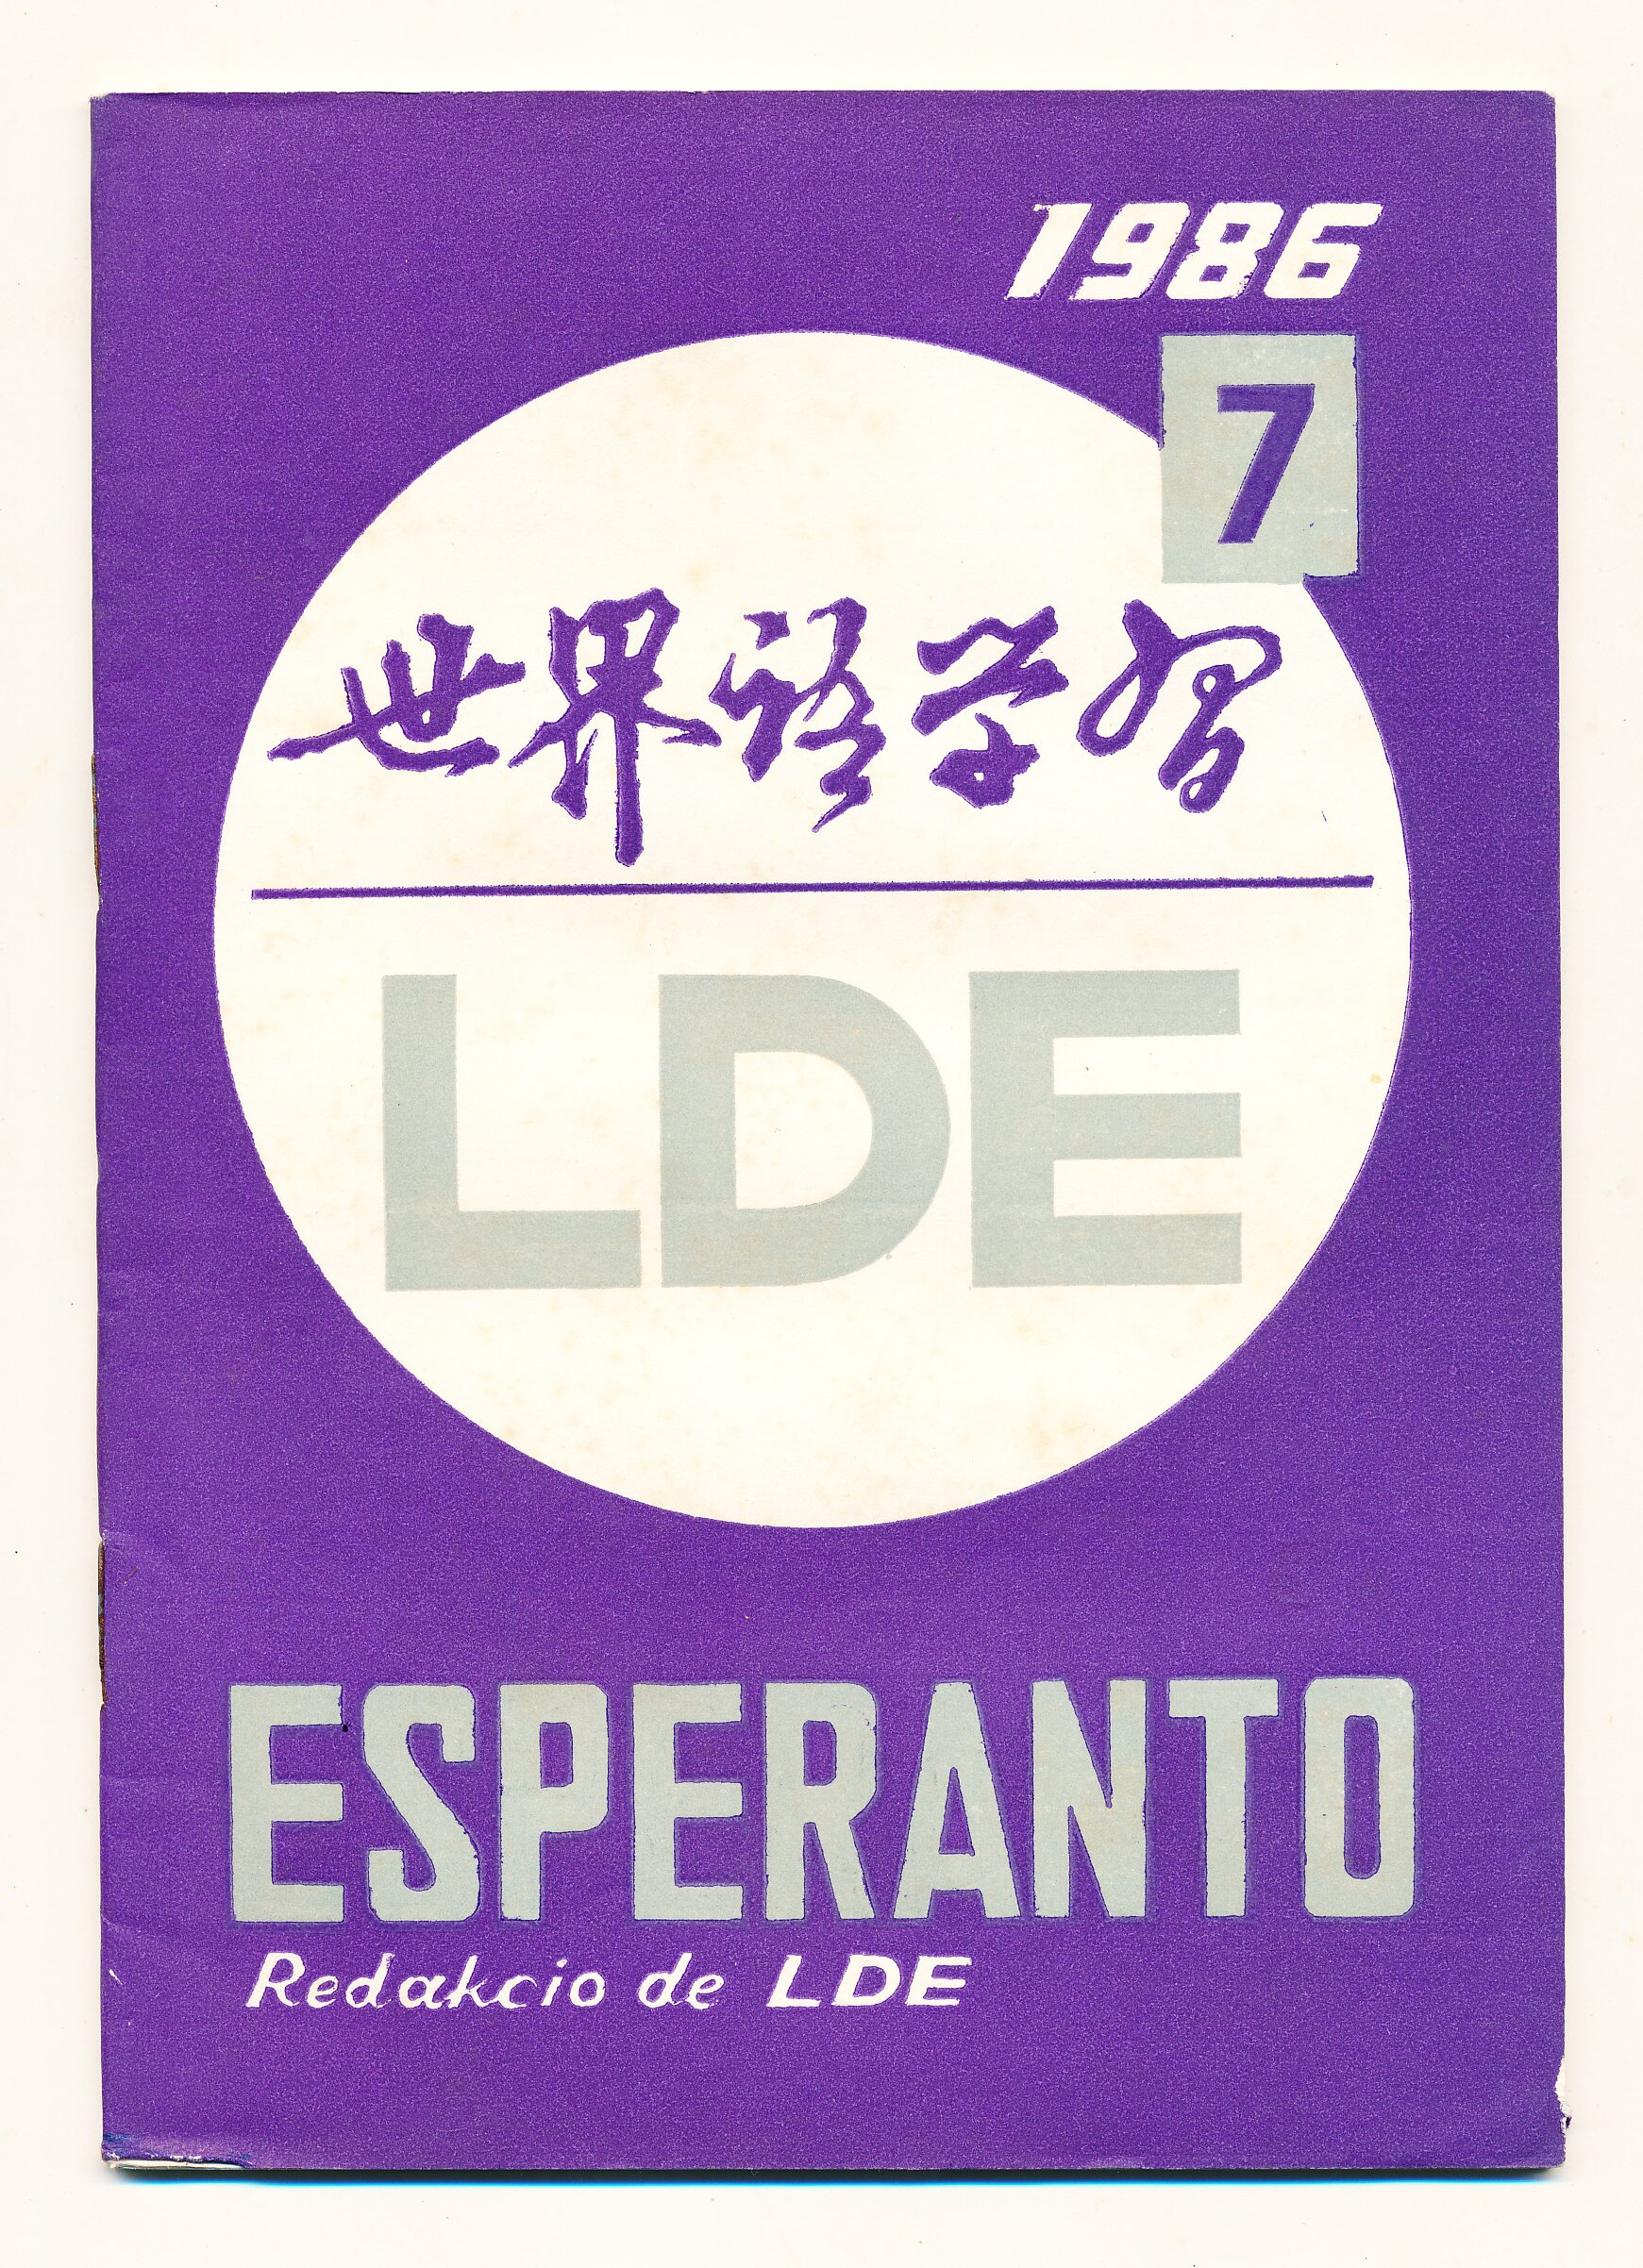 1986
7
世界语学习
LDE
ESPERANTO
Redakcio de LDE